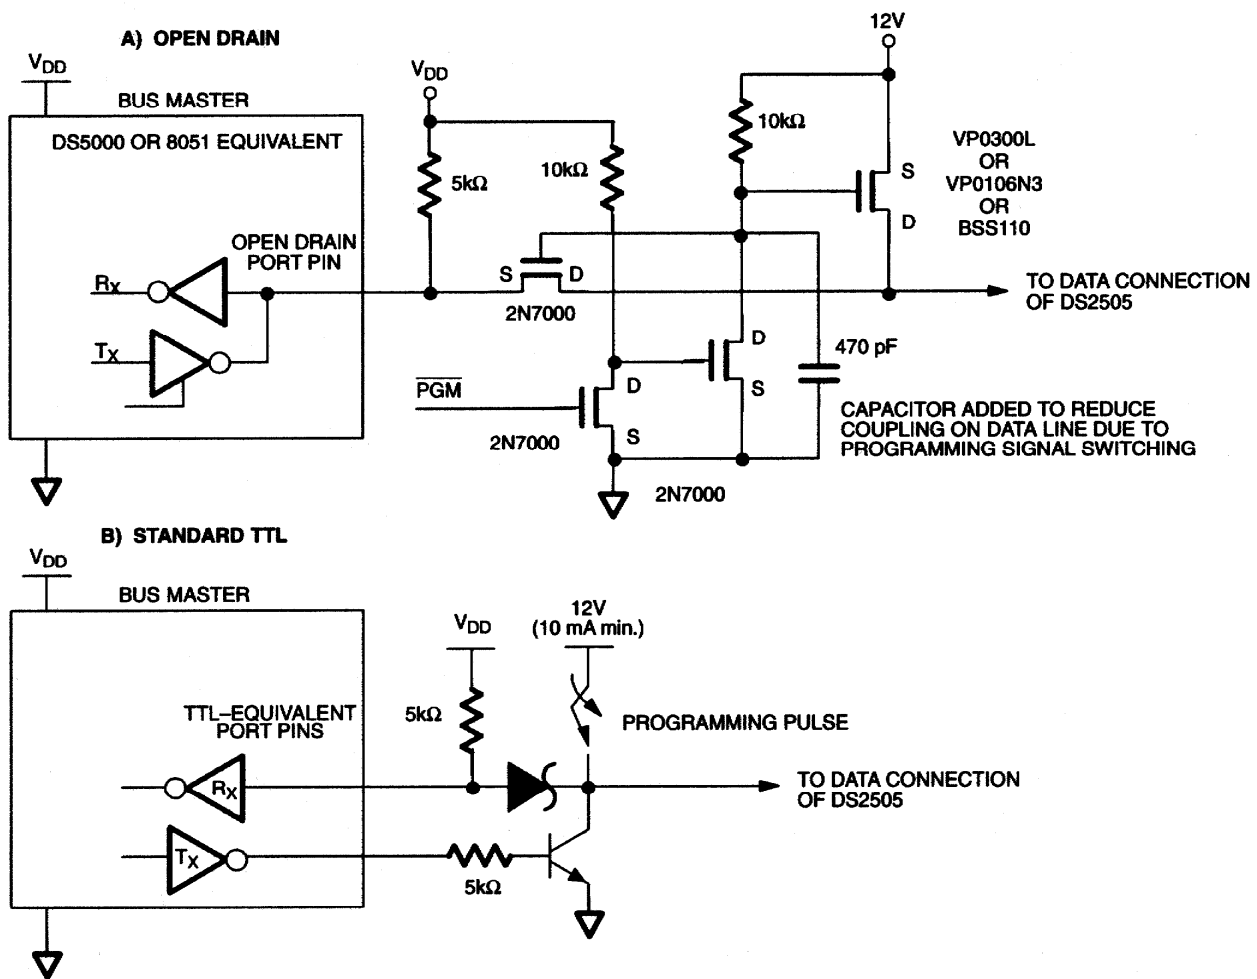 A) OPEN DRAIN
VDD
BUS MASTER
DS5000 OR 8051 EQUIVALENT
OPEN DRAIN
PORT PIN
RX
TX
VDD
5kΩ
10kΩ
S
D
2N7000
PGM
D
S
2N7000
12V
10kΩ
S
D
VP0300L
OR
VP0106N3
OR
BSS110
TO DATA CONNECTION
OF DS2505
D
S
2N7000
470 pF
CAPACITOR ADDED TO REDUCE
COUPLING ON DATA LINE DUE TO
PROGRAMMING SIGNAL SWITCHING
B) STANDARD TTL
VDD
BUS MASTER
TTL–EQUIVALENT
PORT PINS
RX
TX
VDD
5kΩ
5kΩ
12V
(10 mA min.)
PROGRAMMING PULSE
TO DATA CONNECTION
OF DS2505